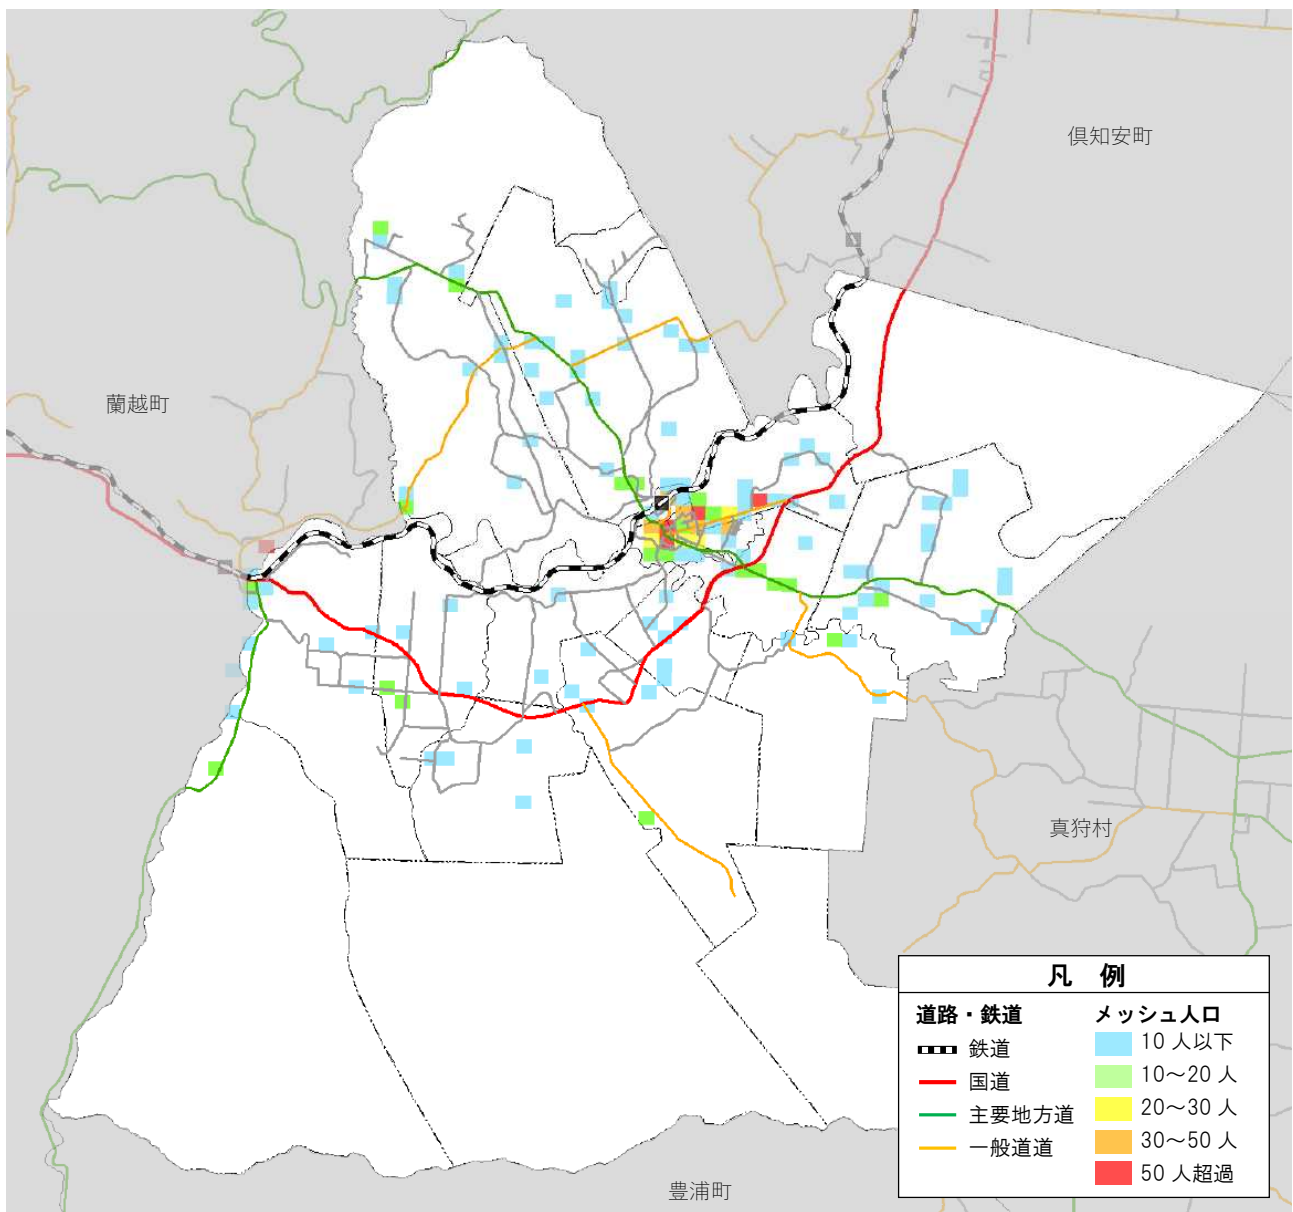 倶知安町
蘭越町
真狩村
豊浦町
凡 例
道路・鉄道
鉄道
国道
主要地方道
一般道道
メッシュ人口
10 人以下
10～20 人
20～30 人
30～50 人
50 人超過